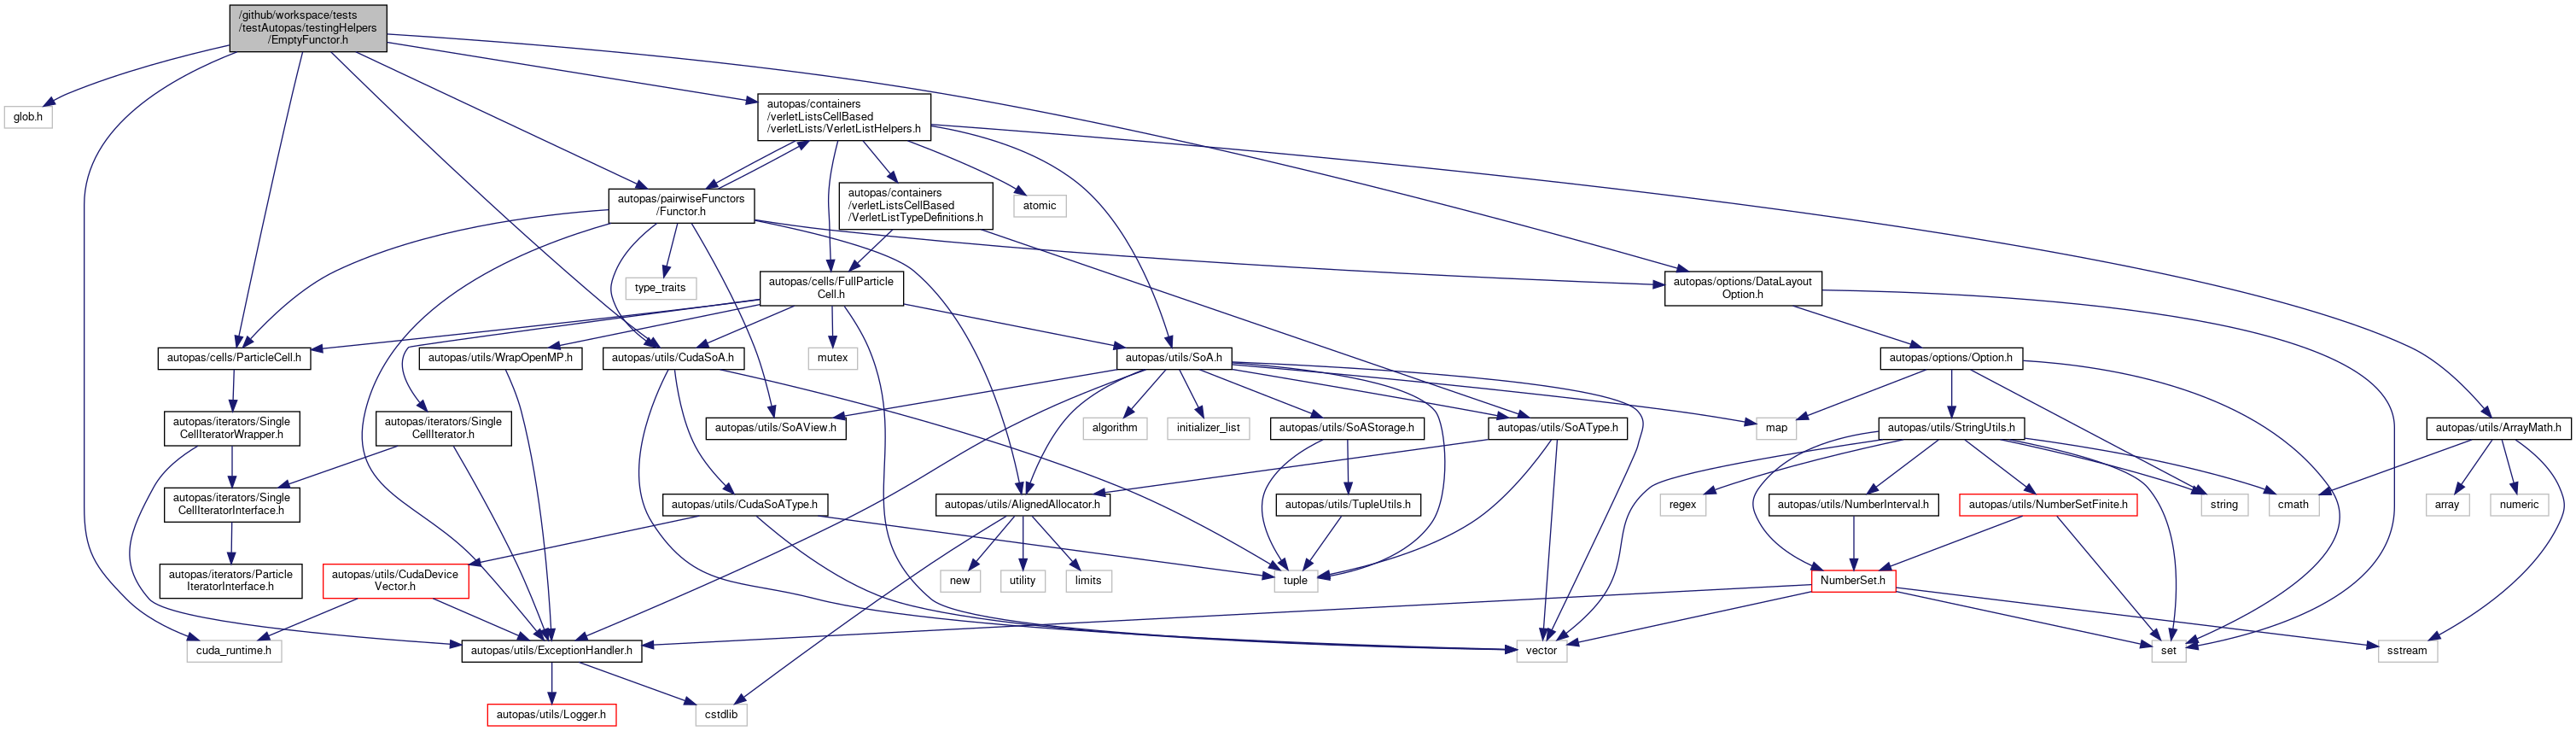 /github/workspace/tests
/testAutopas/testingHelpers
/EmptyFunctor.h
glob.h
autopas/containers
/verletListsCellBased
/verletLists/VerletListHelpers.h
autopas/pairwiseFunctors
/Functor.h
autopas/containers
/verletListsCellBased
/VerletListTypeDefinitions.h
atomic
type_traits
autopas/cells/FullParticle
Cell.h
autopas/options/DataLayout
Option.h
autopas/cells/ParticleCell.h
autopas/utils/WrapOpenMP.h
autopas/utils/CudaSoA.h
mutex
autopas/utils/SoA.h
autopas/options/Option.h
autopas/iterators/Single
CellIteratorWrapper.h
autopas/iterators/Single
CellIterator.h
autopas/utils/SoAView.h
algorithm
initializer_list
autopas/utils/SoAStorage.h
autopas/utils/SoAType.h
map
autopas/utils/StringUtils.h
autopas/utils/ArrayMath.h
autopas/iterators/Single
CellIteratorInterface.h
autopas/utils/CudaSoAType.h
autopas/utils/AlignedAllocator.h
autopas/utils/TupleUtils.h
regex
autopas/utils/NumberInterval.h
autopas/utils/NumberSetFinite.h
string
cmath
array
numeric
autopas/iterators/Particle
IteratorInterface.h
autopas/utils/CudaDevice
Vector.h
new
utility
limits
tuple
NumberSet.h
cuda_runtime.h
autopas/utils/ExceptionHandler.h
vector
set
sstream
autopas/utils/Logger.h
cstdlib